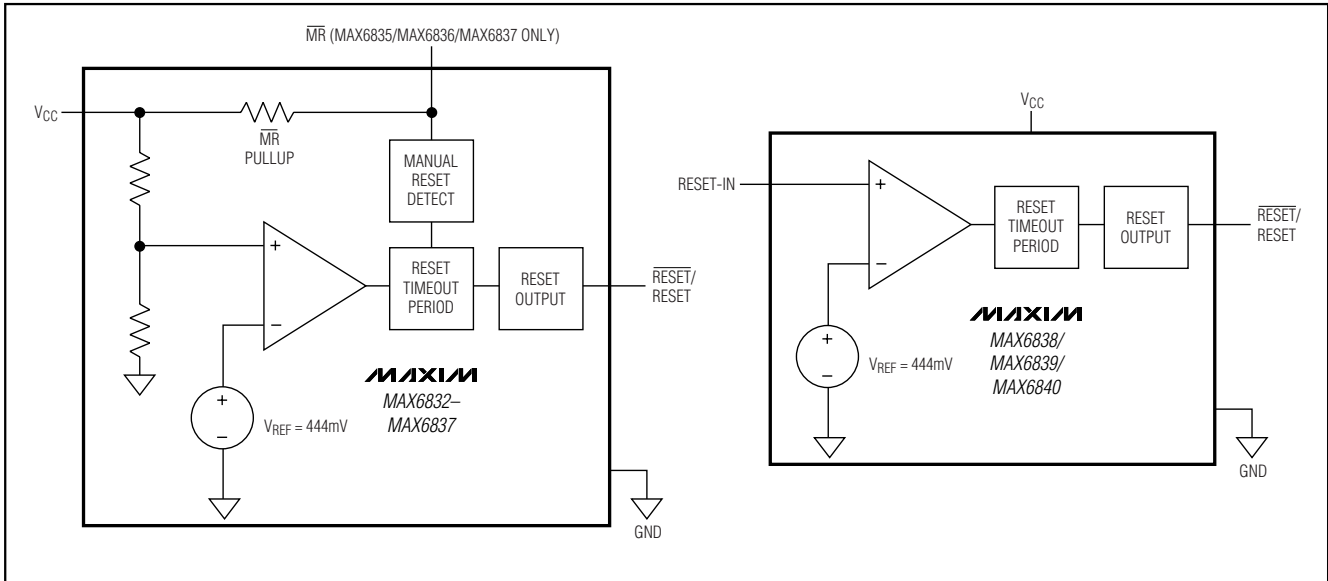 MR (MAX6835/MAX6836/MAX6837 ONLY)
VCC
MR
PULLUP
MANUAL
RESET
DETECT
+
−
RESET
TIMEOUT
PERIOD
RESET
OUTPUT
RESET/
RESET
+
−
VREF = 444mV
MAXIM
MAX6832–
MAX6837
GND
VCC
RESET-IN
+
−
RESET
TIMEOUT
PERIOD
RESET
OUTPUT
RESET/
RESET
+
−
VREF = 444mV
MAXIM
MAX6838/
MAX6839/
MAX6840
GND